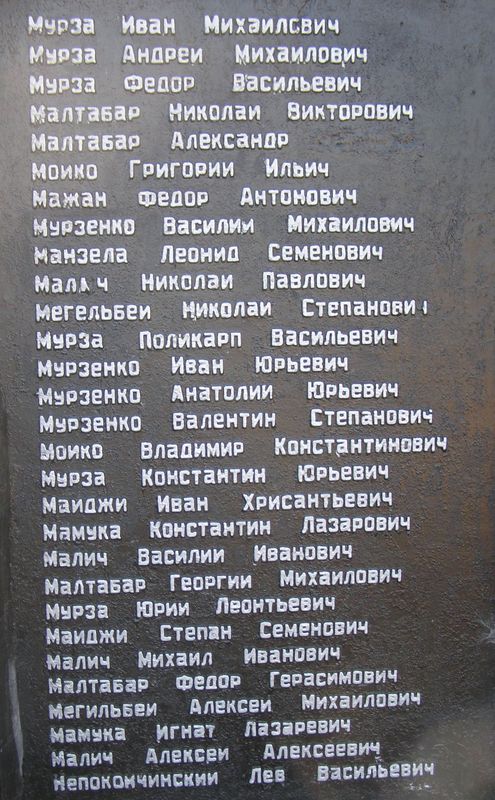 Мурза Иван Михаилович
Мурза Андреи Михаилович
Мурза Федор Васильевич
Малтабар Николаи Викторович
Малтабар Александр
Моико Григории Ильич
Мажан Федор Антонович
Мурзенко Василии Михаилович
Манзела Леонид Семенович
Николаи Павлович
Мегельбеи Николаи Степанович
Мурза Поликарп Васильевич
Мурзенко Иван Юрьевич
Мурзенко Анатолии Юрьевич
Мурзенко Валентин Степанович
Моико Владимир Константинович
Мурза Константин Юрьевич
Маиджи Иван Хрисантьевич
Мамука Константин Лазарович
Малич Василии Иванович
Малтабар Георгии Михаилович
Мурза Юрии Леонтьевич
Маиджи Степан Семенович
Малич Михаил Иванович
Малтабар Федор Герасимович
Мегильбеи Алексеи Михаилович
Мамука Игнат Лазаревич
Малич Алексеи Алексеевич
Непокомчинскии Лев Васильевич